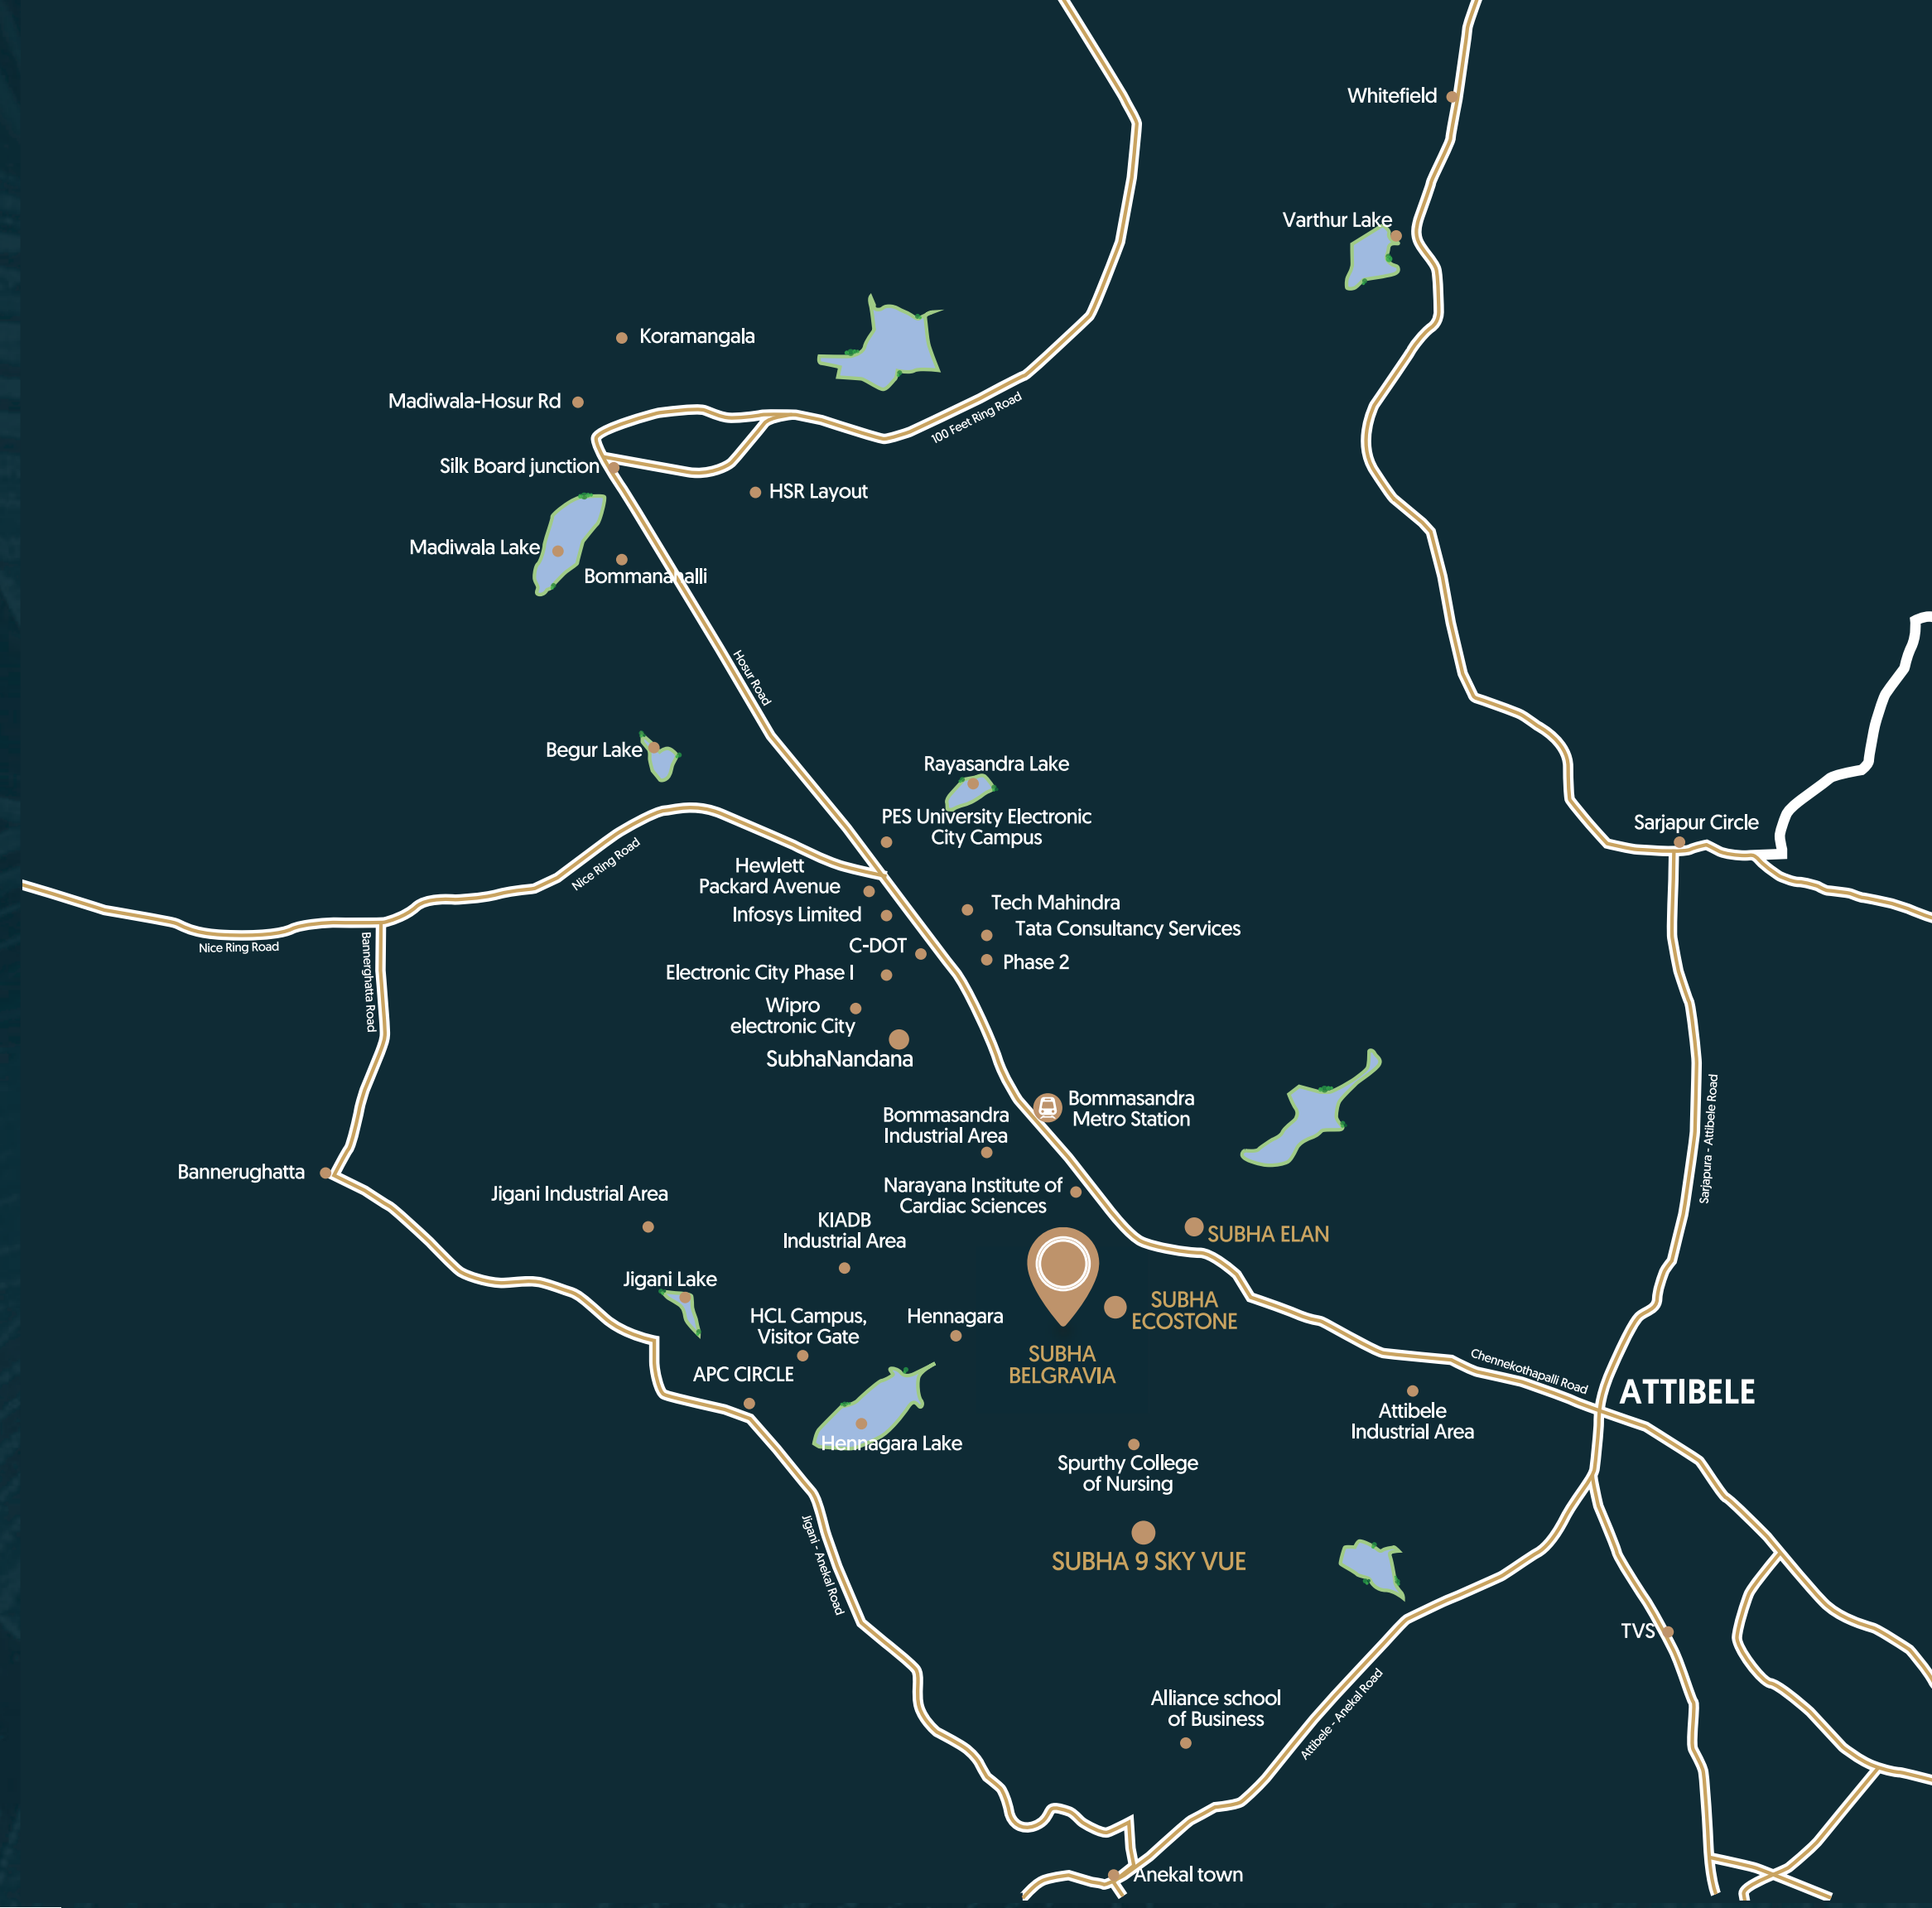 Whitefield
Varthur Lake
Koramangala
Madiwala-Hosur Rd
100 Feet Ring Road
Silk Board junction
HSR Layout
Madiwala Lake
Bommanahalli
Hosur Road
Begur Lake
Rayasandra Lake
PES University Electronic
City Campus
Sarjapur Circle
Nice Ring Road
Hewlett
Packard Avenue
Infosys Limited
Tech Mahindra
Tata Consultancy Services
Nice Ring Road
Bannerghatta Road
C-DOT
Phase 2
Electronic City Phase I
Wipro
electronic City
SubhaNandana
Bommasandra
Metro Station
Bommasandra
Industrial Area
Sarjapura - Attibele Road
Bannerughatta
Jigani Industrial Area
Narayana Institute of
Cardiac Sciences
KIADB
Industrial Area
SUBHA ELAN
Jigani Lake
HCL Campus,
Visitor Gate
Hennagara
SUBHA
ECOSTONE
SUBHA
BELGRAVIA
APC CIRCLE
Chennekothapalli Road
ATTIBELE
Attibele
Industrial Area
Hennagara Lake
Spurthy College
of Nursing
Jigani - Anekal Road
SUBHA 9 SKY VUE
TVS
Alliance school
of Business
Attibele - Anekal Road
Anekal town